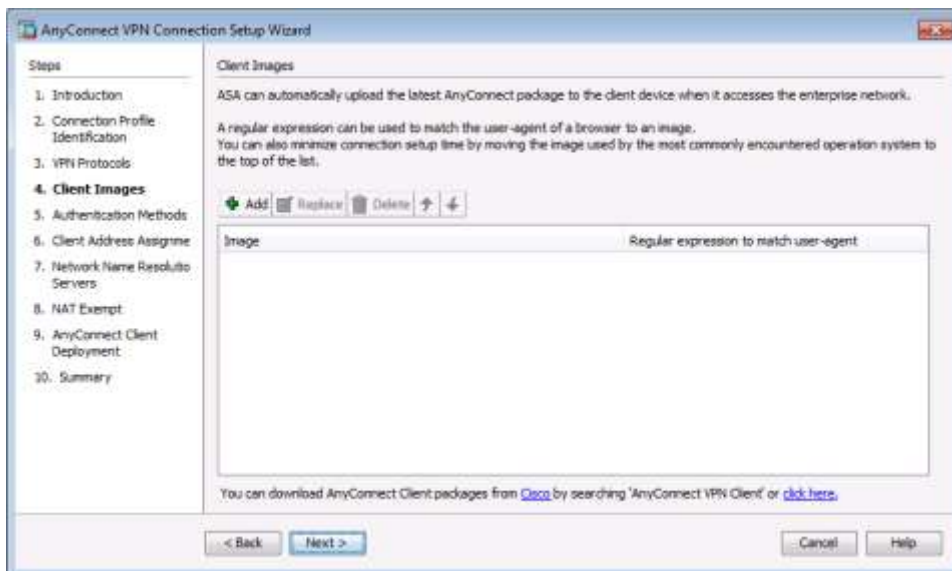 AnyConnect VPN Connection Setup Wizard
Steps
1. Introduction
2. Connection Profile
Identification
3. VPN Protocols
4. Client Images
5. Authentication Methods
6. Client Address Assignme
7. Network Name Resolutio
Servers
8. NAT Exempt
9. AnyConnect Client
Deployment
10. Summary
Client Images
ASA can automatically upload the latest AnyConnect package to the client device when it accesses the enterprise network.
A regular expression can be used to match the user-agent of a browser to an image.
You can also minimize connection setup time by moving the image used by the most commonly encountered operation system to
the top of the list.
Add Replace Delete
Image Regular expression to match user-agent
You can download AnyConnect Client packages from Cisco by searching 'AnyConnect VPN Client' or click here.
< Back Next > Cancel Help